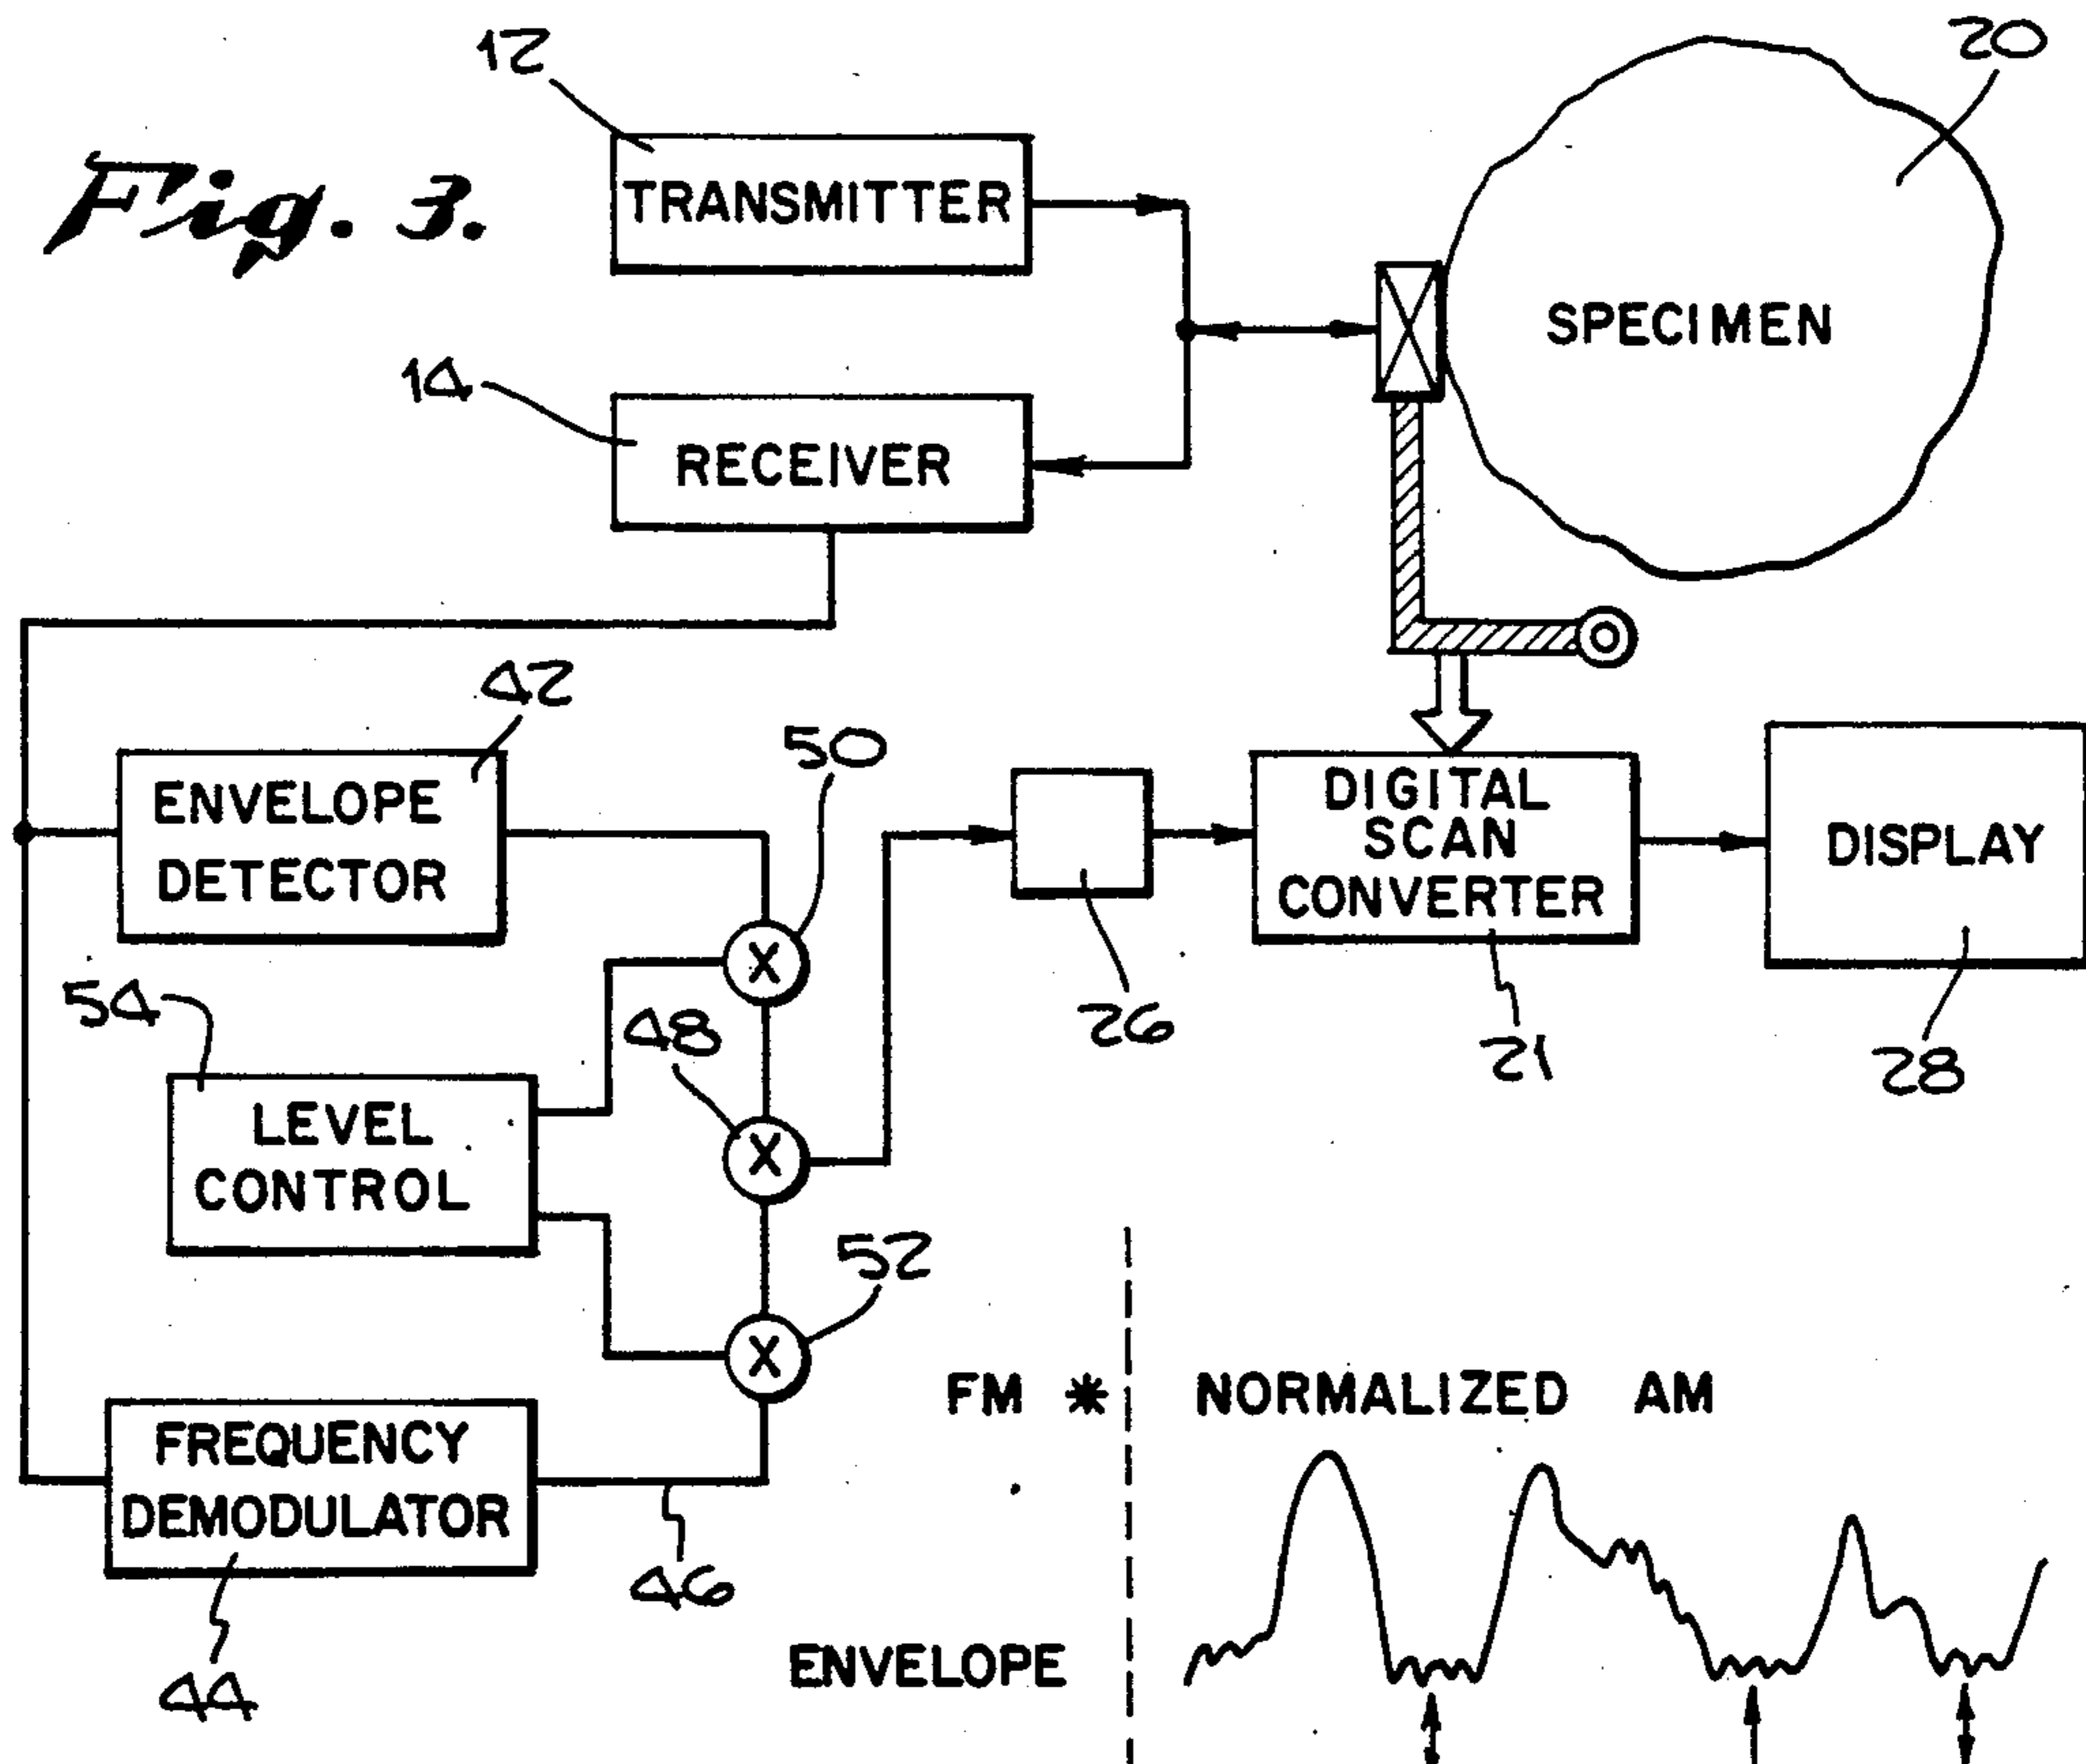 Fig. 3.
12
TRANSMITTER
20
SPECIMEN
14
RECEIVER
42
ENVELOPE
DETECTOR
50
X
26
DIGITAL
SCAN
CONVERTER
21
DISPLAY
28
54
LEVEL
CONTROL
48
X
52
X
FREQUENCY
DEMODULATOR
46
44
FM * NORMALIZED AM
ENVELOPE